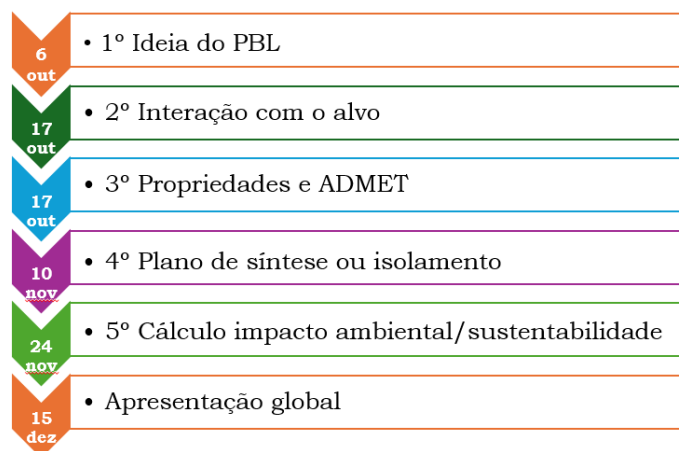 6
out
• 1º Ideia do PBL
17
out
• 2º Interação com o alvo
17
out
• 3º Propriedades e ADMET
10
nov
• 4º Plano de síntese ou isolamento
24
nov
• 5º Cálculo impacto ambiental/sustentabilidade
15
dez
• Apresentação global